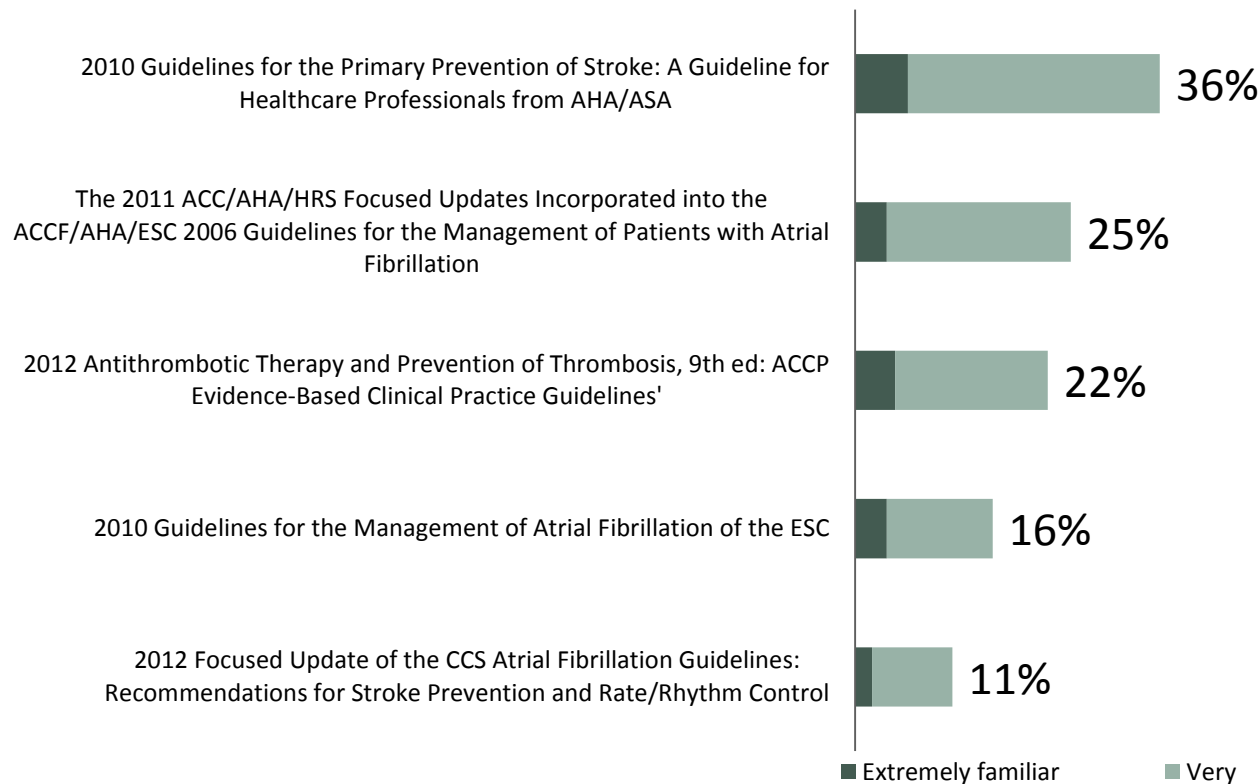 2010 Guidelines for the Primary Prevention of Stroke: A Guideline for
Healthcare Professionals from AHA/ASA
36%
The 2011 ACC/AHA/HRS Focused Updates Incorporated into the
ACCF/AHA/ESC 2006 Guidelines for the Management of Patients with Atrial
Fibrillation
25%
2012 Antithrombotic Therapy and Prevention of Thrombosis, 9th ed: ACCP
Evidence-Based Clinical Practice Guidelines'
22%
2010 Guidelines for the Management of Atrial Fibrillation of the ESC
16%
2012 Focused Update of the CCS Atrial Fibrillation Guidelines:
Recommendations for Stroke Prevention and Rate/Rhythm Control
11%
Extremely familiar
Very